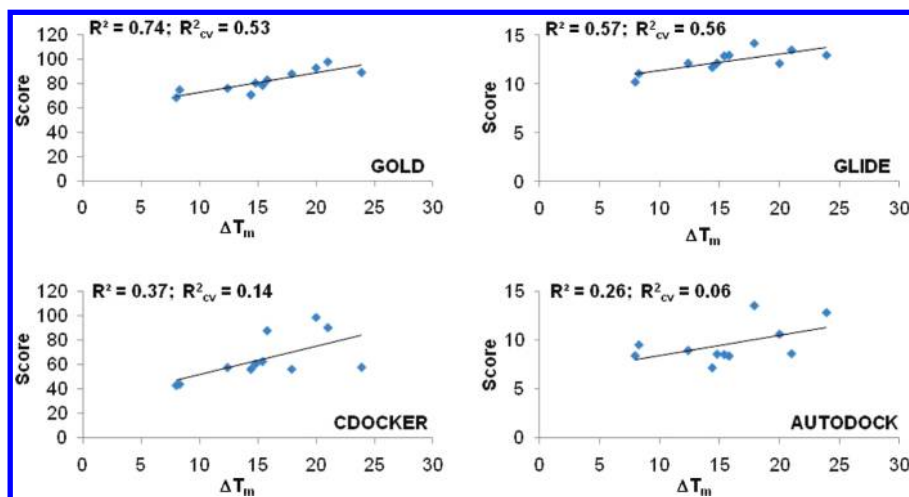 R² = 0.74; R²cv = 0.53
120
100
80
60
40
20
0
Score
GOLD
0 5 10 15 20 25 30
ΔTm
R² = 0.57; R²cv = 0.56
15
10
5
0
Score
GLIDE
0 5 10 15 20 25 30
ΔTm
R² = 0.37; R²cv = 0.14
120
100
80
60
40
20
0
Score
CDOCKER
0 5 10 15 20 25 30
ΔTm
R² = 0.26; R²cv = 0.06
15
10
5
0
Score
AUTODOCK
0 5 10 15 20 25 30
ΔTm